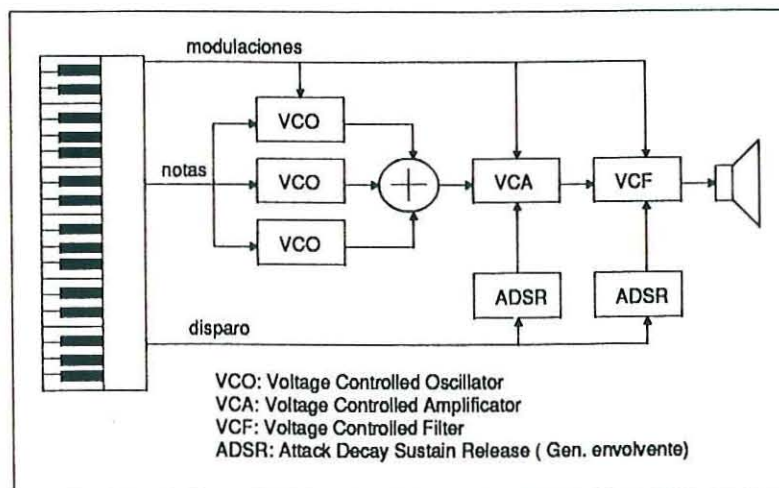 modulaciones
VCO
notas
VCO
VCA
VCF
VCO
ADSR
ADSR
disparo
VCO: Voltage Controlled Oscillator
VCA: Voltage Controlled Amplificator
VCF: Voltage Controlled Filter
ADSR: Attack Decay Sustain Release ( Gen. envolvente)